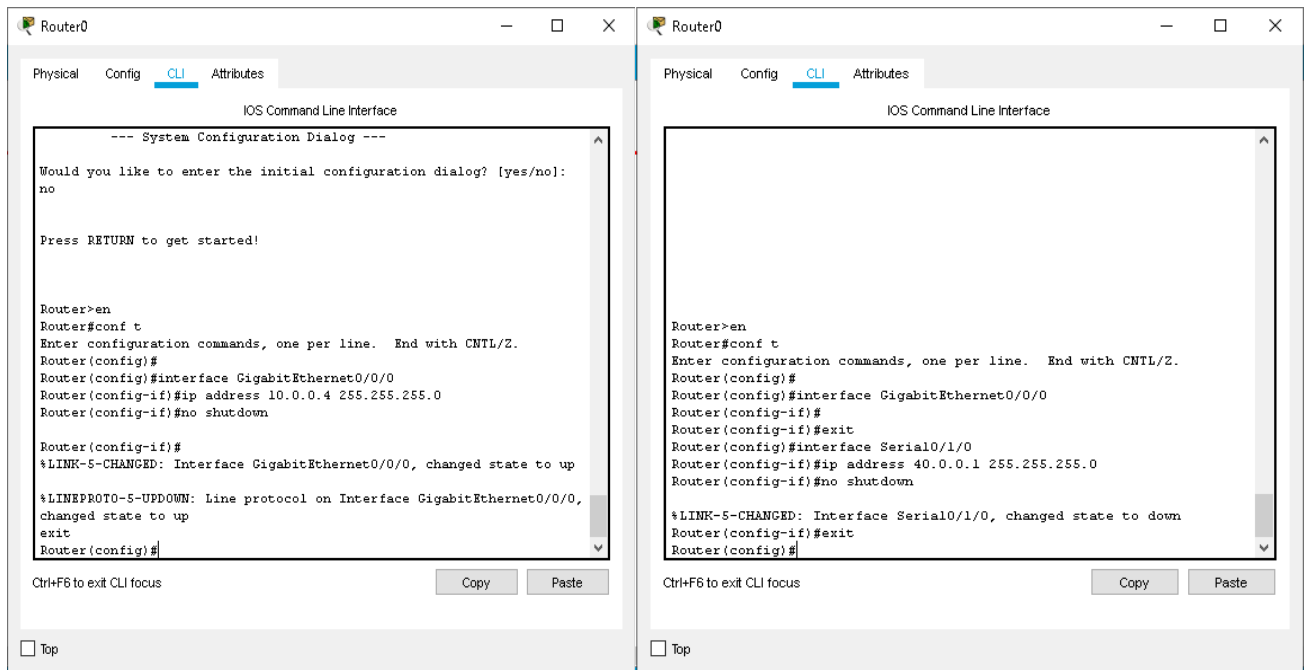 Router0
Physical Config CLI Attributes
IOS Command Line Interface
--- System Configuration Dialog ---
Would you like to enter the initial configuration dialog? [yes/no]:
no
Press RETURN to get started!
Router>en
Router#conf t
Enter configuration commands, one per line.  End with CNTL/Z.
Router(config)#
Router(config)#interface GigabitEthernet0/0/0
Router(config-if)#ip address 10.0.0.4 255.255.255.0
Router(config-if)#no shutdown
Router(config-if)#
%LINK-5-CHANGED: Interface GigabitEthernet0/0/0, changed state to up
%LINEPROTO-5-UPDOWN: Line protocol on Interface GigabitEthernet0/0/0,
changed state to up
exit
Router(config)#
Ctrl+F6 to exit CLI focus
Copy Paste
Top
Router0
Physical Config CLI Attributes
IOS Command Line Interface
Router>en
Router#conf t
Enter configuration commands, one per line.  End with CNTL/Z.
Router(config)#
Router(config)#interface GigabitEthernet0/0/0
Router(config-if)#
Router(config-if)#exit
Router(config)#interface Serial0/1/0
Router(config-if)#ip address 40.0.0.1 255.255.255.0
Router(config-if)#no shutdown
%LINK-5-CHANGED: Interface Serial0/1/0, changed state to down
Router(config-if)#exit
Router(config)#
Ctrl+F6 to exit CLI focus
Copy Paste
Top